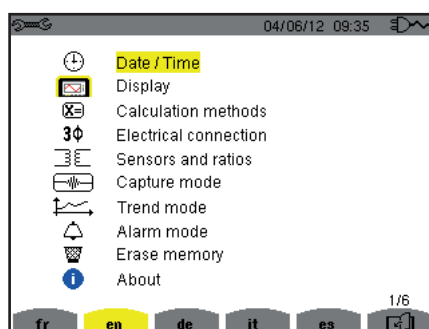 04/06/12 09:35
Date / Time
Display
X= Calculation methods
3Φ Electrical connection
Sensors and ratios
Capture mode
Trend mode
Alarm mode
Erase memory
i About
1/6
fr en de it es